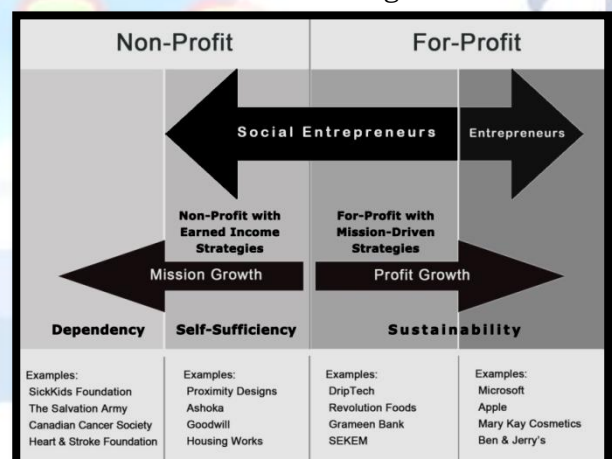 Non-Profit
For-Profit
Social Entrepreneurs
Entrepreneurs
Non-Profit with
Earned Income
Strategies
For-Profit with
Mission-Driven
Strategies
Mission Growth
Profit Growth
Dependency
Self-Sufficiency
Sustainability
Examples:
SickKids Foundation
The Salvation Army
Canadian Cancer Society
Heart & Stroke Foundation
Examples:
Proximity Designs
Ashoka
Goodwill
Housing Works
Examples:
DripTech
Revolution Foods
Grameen Bank
SEKEM
Examples:
Microsoft
Apple
Mary Kay Cosmetics
Ben & Jerry's